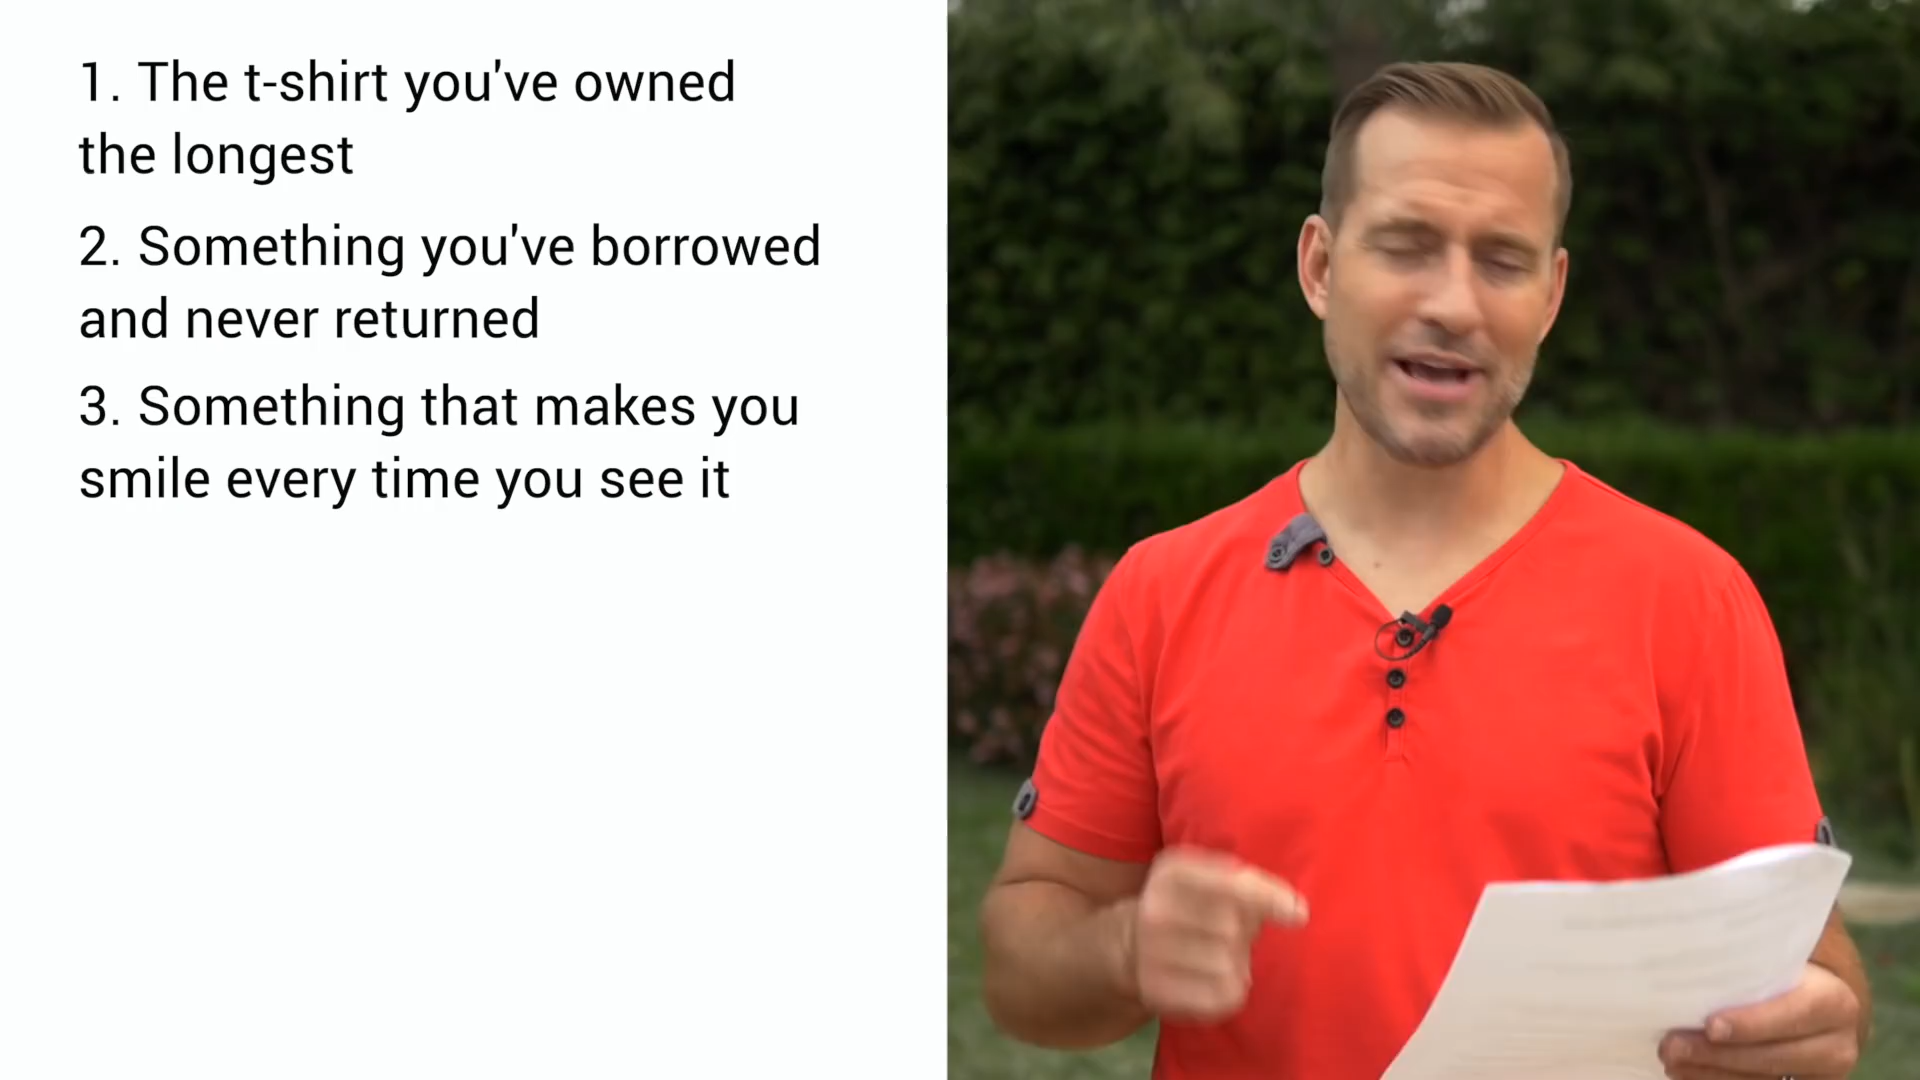 1. The t-shirt you've owned
the longest
2. Something you've borrowed
and never returned
3. Something that makes you
smile every time you see it